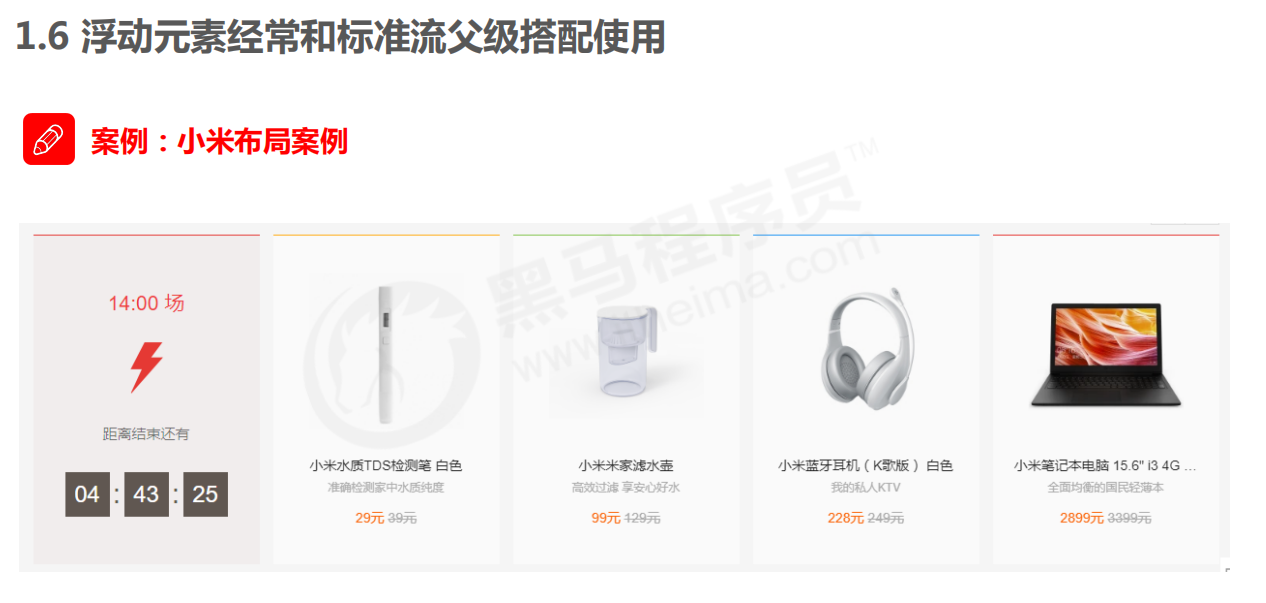 1.6 浮动元素经常和标准流父级搭配使用
案例：小米布局案例
黑马程序员™
www.itheima.com
14:00 场
距离结束还有
04 : 43 : 25
小米水质TDS检测笔 白色
准确检测家中水质纯度
29元 39元
小米米家滤水壶
高效过滤 享安心好水
99元 129元
小米蓝牙耳机（K歌版） 白色
我的私人KTV
228元 249元
小米笔记本电脑 15.6" i3 4G ...
全面均衡的国民轻薄本
2899元 3399元